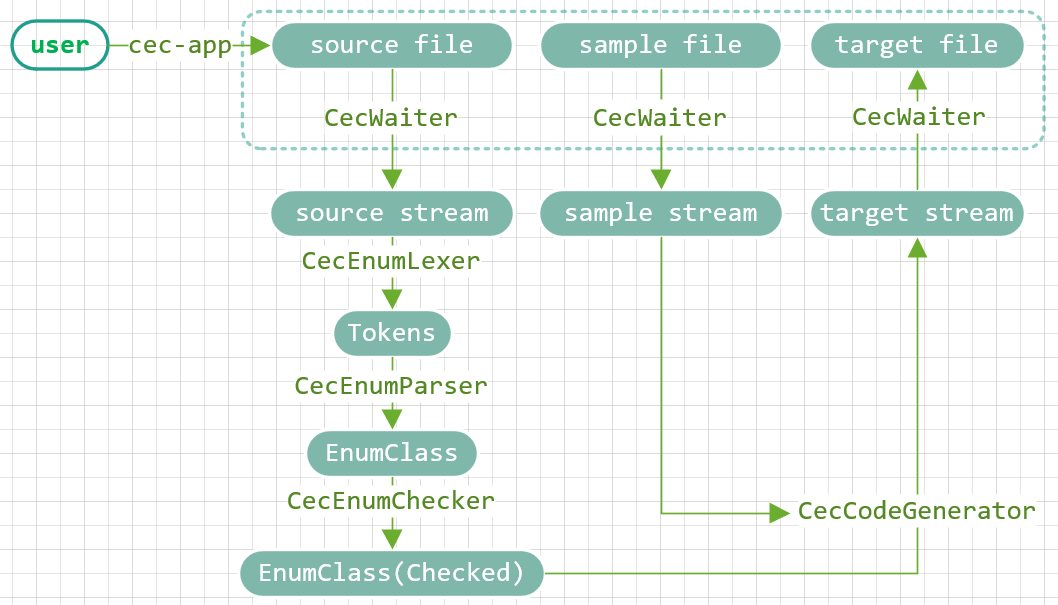 user
cec-app
source file
sample file
target file
CecWaiter
CecWaiter
CecWaiter
source stream
sample stream
target stream
CecEnumLexer
Tokens
CecEnumParser
EnumClass
CecEnumChecker
CecCodeGenerator
EnumClass(Checked)